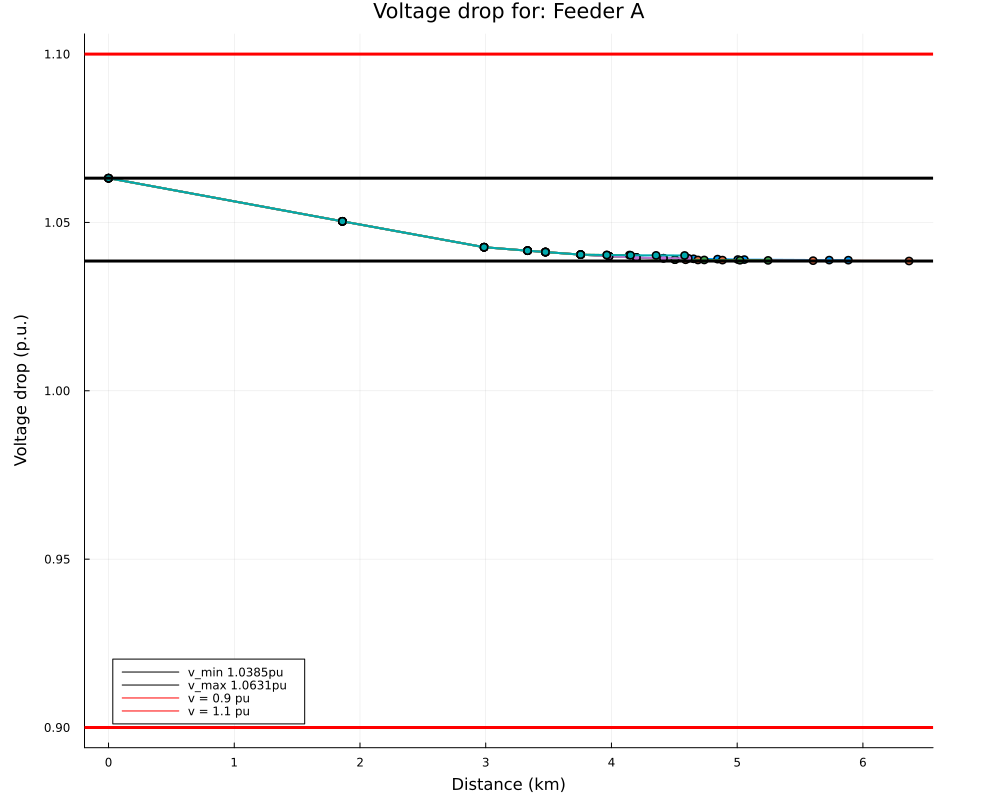 Voltage drop for: Feeder A
1.10
1.05
1.00
0.95
0.90
Voltage drop (p.u.)
v_min 1.0385pu
v_max 1.0631pu
v = 0.9 pu
v = 1.1 pu
0 1 2 3 4 5 6
Distance (km)